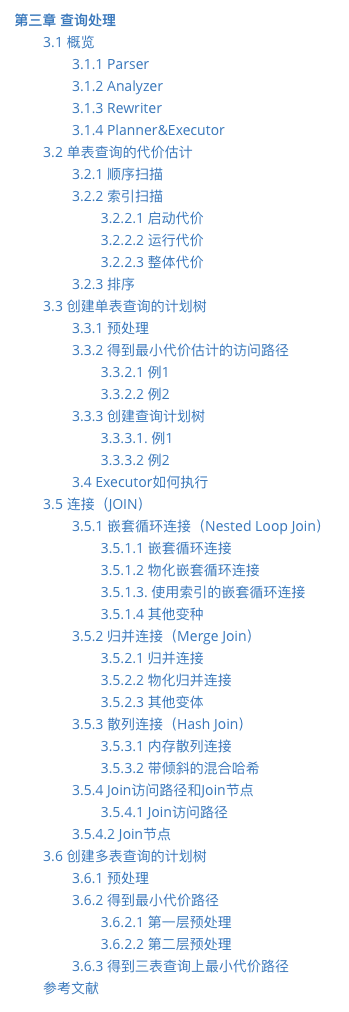 第三章 查询处理
3.1 概览
3.1.1 Parser
3.1.2 Analyzer
3.1.3 Rewriter
3.1.4 Planner&Executor
3.2 单表查询的代价估计
3.2.1 顺序扫描
3.2.2 索引扫描
3.2.2.1 启动代价
3.2.2.2 运行代价
3.2.2.3 整体代价
3.2.3 排序
3.3 创建单表查询的计划树
3.3.1 预处理
3.3.2 得到最小代价估计的访问路径
3.3.2.1 例1
3.3.2.2 例2
3.3.3 创建查询计划树
3.3.3.1. 例1
3.3.3.2 例2
3.4 Executor如何执行
3.5 连接（JOIN）
3.5.1 嵌套循环连接（Nested Loop Join）
3.5.1.1 嵌套循环连接
3.5.1.2 物化嵌套循环连接
3.5.1.3. 使用索引的嵌套循环连接
3.5.1.4 其他变种
3.5.2 归并连接（Merge Join）
3.5.2.1 归并连接
3.5.2.2 物化归并连接
3.5.2.3 其他变体
3.5.3 散列连接（Hash Join）
3.5.3.1 内存散列连接
3.5.3.2 带倾斜的混合哈希
3.5.4 Join访问路径和Join节点
3.5.4.1 Join访问路径
3.5.4.2 Join节点
3.6 创建多表查询的计划树
3.6.1 预处理
3.6.2 得到最小代价路径
3.6.2.1 第一层预处理
3.6.2.2 第二层预处理
3.6.3 得到三表查询上最小代价路径
参考文献